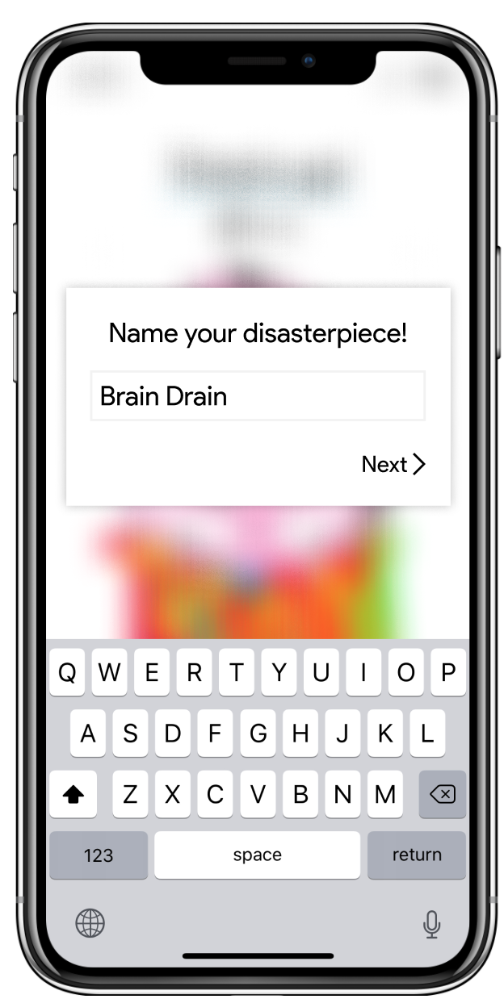 Name your disasterpiece!
Brain Drain
Next
Q W E R T Y U I O P
A S D F G H J K L
Z X C V B N M
123 space return